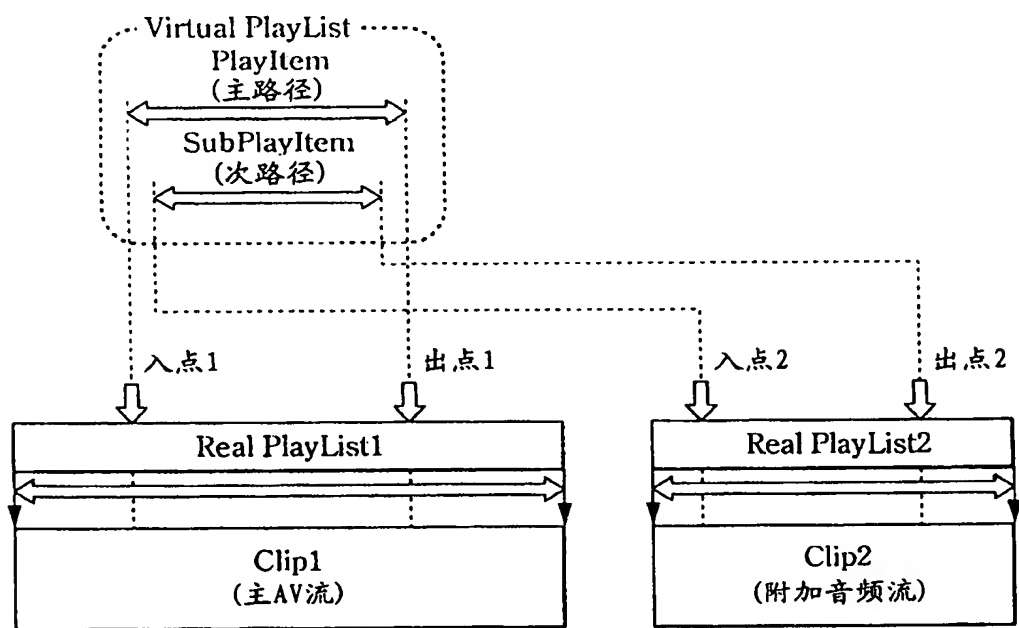 Virtual PlayList
PlayItem
(主路径)
SubPlayItem
(次路径)
入点1
出点1
入点2
出点2
Real PlayList1
Real PlayList2
Clip1
(主AV流)
Clip2
(附加音频流)